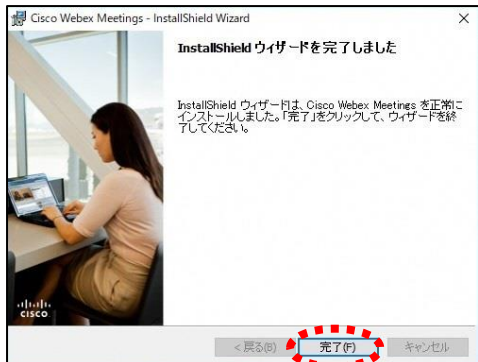 Cisco Webex Meetings - InstallShield Wizard
InstallShield ウィザードを完了しました
InstallShield ウィザードは、Cisco Webex Meetings を正常に
インストールしました。「完了」をクリックして、ウィザードを終
了してください。
CISCO
< 戻る(B)
完了(F)
キャンセル